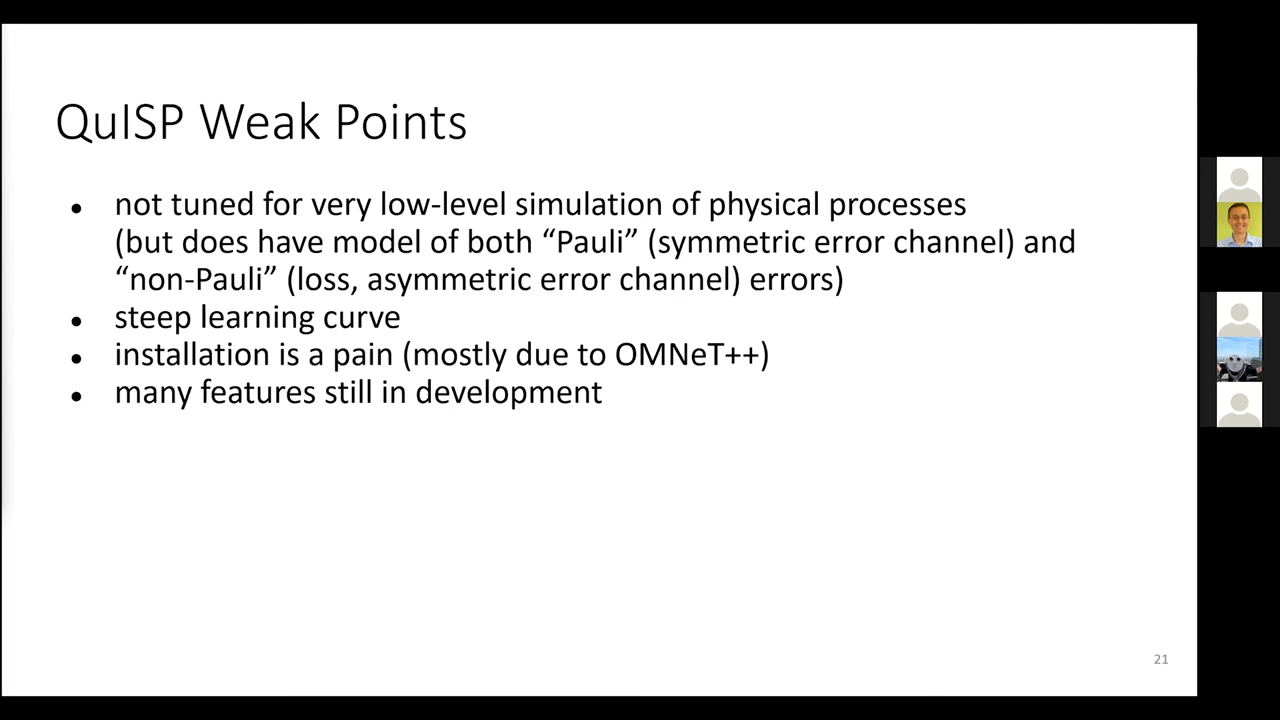 QuISP Weak Points
● not tuned for very low-level simulation of physical processes
(but does have model of both “Pauli” (symmetric error channel) and
“non-Pauli” (loss, asymmetric error channel) errors)
● steep learning curve
● installation is a pain (mostly due to OMNeT++)
● many features still in development
21